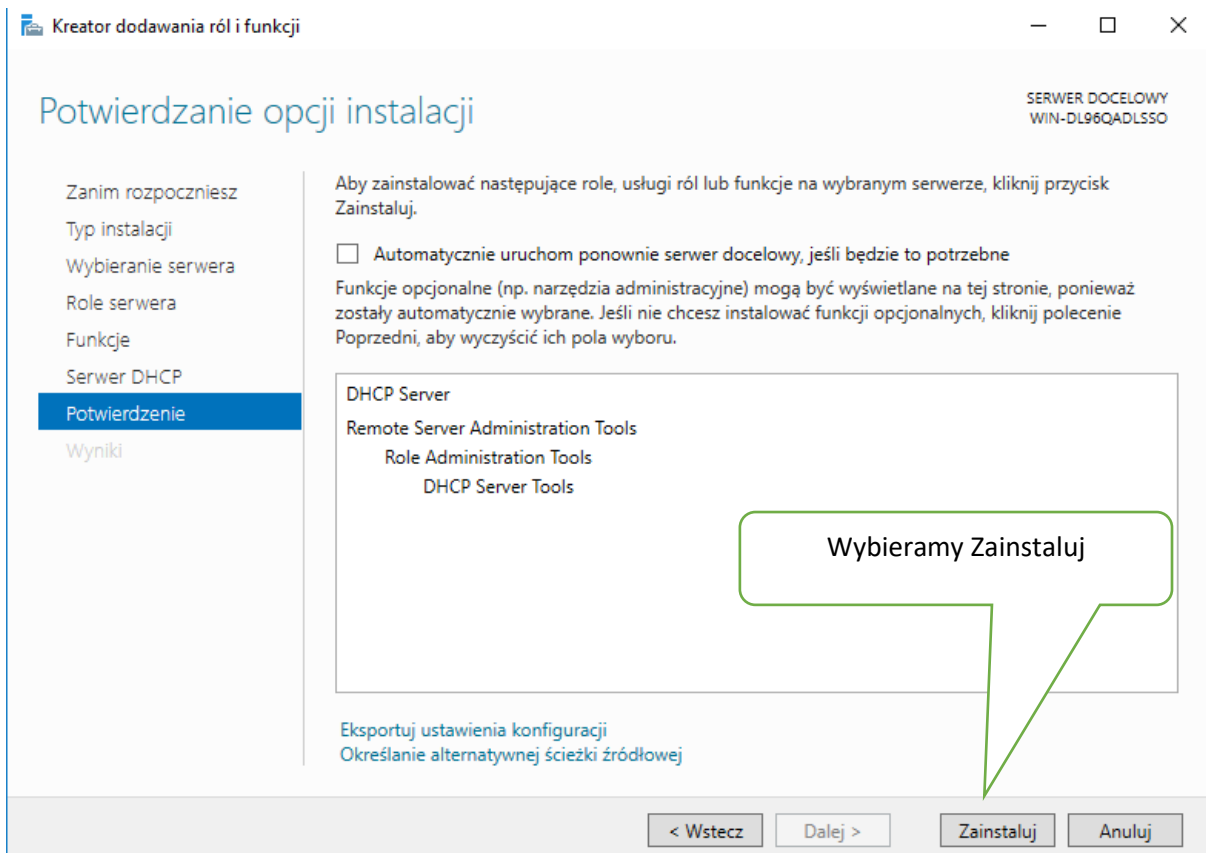 Kreator dodawania ról i funkcji
Potwierdzanie opcji instalacji
SERWER DOCELOWY
WIN-DL96QADLSSO
Zanim rozpoczniesz
Typ instalacji
Wybieranie serwera
Role serwera
Funkcje
Serwer DHCP
Potwierdzenie
Wyniki
Aby zainstalować następujące role, usługi ról lub funkcje na wybranym serwerze, kliknij przycisk
Zainstaluj.
Automatycznie uruchom ponownie serwer docelowy, jeśli będzie to potrzebne
Funkcje opcjonalne (np. narzędzia administracyjne) mogą być wyświetlane na tej stronie, ponieważ
zostały automatycznie wybrane. Jeśli nie chcesz instalować funkcji opcjonalnych, kliknij polecenie
Poprzedni, aby wyczyścić ich pola wyboru.
DHCP Server
Remote Server Administration Tools
Role Administration Tools
DHCP Server Tools
Wybieramy Zainstaluj
Eksportuj ustawienia konfiguracji
Określanie alternatywnej ścieżki źródłowej
< Wstecz
Dalej >
Zainstaluj
Anuluj